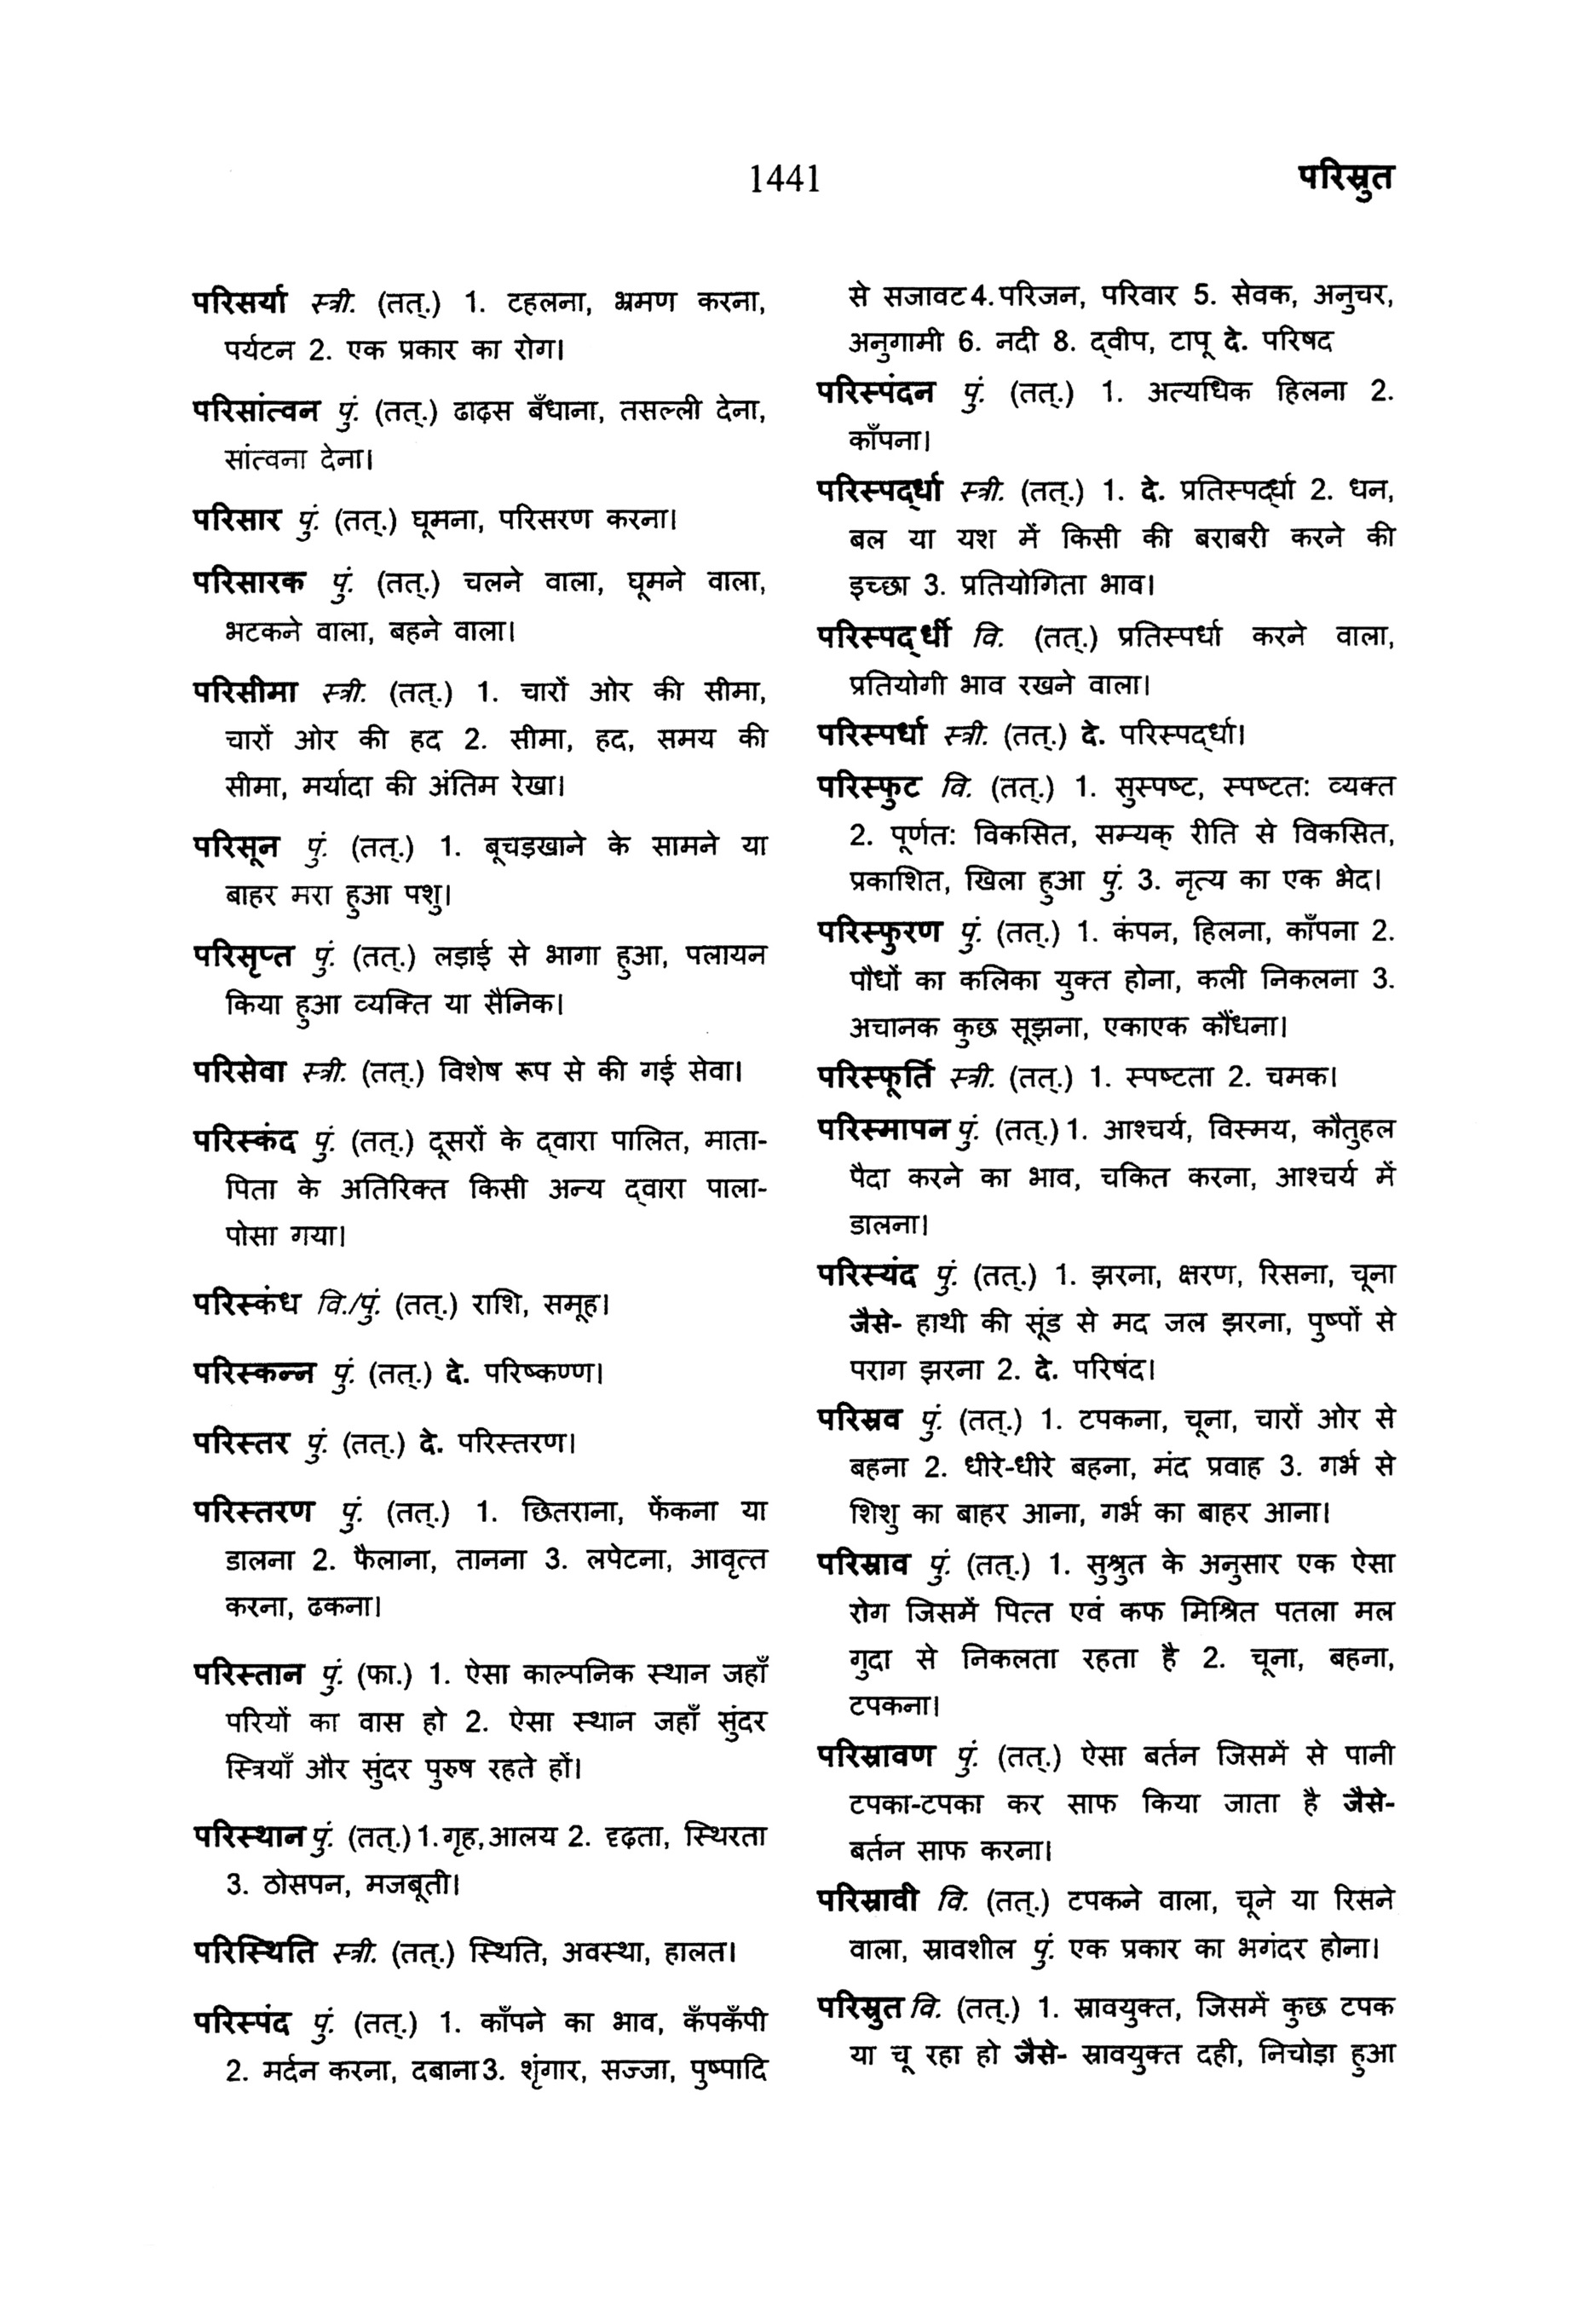 1441
परिस्रुत
परिसर्या स्त्री. (तत्.) 1. टहलना, भ्रमण करना,
पर्यटन 2. एक प्रकार का रोग।
परिसांत्वन पुं. (तत्.) ढाढ़स बँधाना, तसल्ली देना,
सांत्वना देना।
परिसार पुं. (तत्.) घूमना, परिसरण करना।
परिसारक पुं. (तत्.) चलने वाला, घूमने वाला,
भटकने वाला, बहने वाला।
परिसीमा स्त्री. (तत्.) 1. चारों ओर की सीमा,
चारों ओर की हद 2. सीमा, हद, समय की
सीमा, मर्यादा की अंतिम रेखा।
परिसून पुं. (तत्.) 1. बूचड़खाने के सामने या
बाहर मरा हुआ पशु।
परिसृप्त पुं. (तत्.) लड़ाई से भागा हुआ, पलायन
किया हुआ व्यक्ति या सैनिक।
परिसेवा स्त्री. (तत्.) विशेष रूप से की गई सेवा।
परिस्कंद पुं. (तत्.) दूसरों के द्वारा पालित, माता-
पिता के अतिरिक्त किसी अन्य द्वारा पाला-
पोसा गया।
परिस्कंध वि./पुं. (तत्.) राशि, समूह।
परिस्कन्न पुं. (तत्.) दे. परिष्कण्ण।
परिस्तर पुं. (तत्.) दे. परिस्तरण।
परिस्तरण पुं. (तत्.) 1. छितराना, फेंकना या
डालना 2. फैलाना, तानना 3. लपेटना, आवृत्त
करना, ढकना।
परिस्तान पुं. (फा.) 1. ऐसा काल्पनिक स्थान जहाँ
परियों का वास हो 2. ऐसा स्थान जहाँ सुंदर
स्त्रियाँ और सुंदर पुरुष रहते हों।
परिस्थान पुं. (तत्.) 1. गृह, आलय 2. दृढ़ता, स्थिरता
3. ठोसपन, मजबूती।
परिस्थिति स्त्री. (तत्.) स्थिति, अवस्था, हालत।
परिस्पंद पुं. (तत्.) 1. काँपने का भाव, कँपकँपी
2. मर्दन करना, दबाना 3. शृंगार, सज्जा, पुष्पादि
से सजावट 4. परिजन, परिवार 5. सेवक, अनुचर,
अनुगामी 6. नदी 8. द्वीप, टापू दे. परिषद
परिस्पंदन पुं. (तत्.) 1. अत्यधिक हिलना 2.
काँपना।
परिस्पर्द्धा स्त्री. (तत्.) 1. दे. प्रतिस्पर्द्धा 2. धन,
बल या यश में किसी की बराबरी करने की
इच्छा 3. प्रतियोगिता भाव।
परिस्पर्द्धी वि. (तत्.) प्रतिस्पर्धा करने वाला,
प्रतियोगी भाव रखने वाला।
परिस्पर्धा स्त्री. (तत्.) दे. परिस्पर्द्धा।
परिस्फुट वि. (तत्.) 1. सुस्पष्ट, स्पष्टतः व्यक्त
2. पूर्णतः विकसित, सम्यक् रीति से विकसित,
प्रकाशित, खिला हुआ पुं. 3. नृत्य का एक भेद।
परिस्फुरण पुं. (तत्.) 1. कंपन, हिलना, काँपना 2.
पौधों का कलिका युक्त होना, कली निकलना 3.
अचानक कुछ सूझना, एकाएक कौंधना।
परिस्फूर्ति स्त्री. (तत्.) 1. स्पष्टता 2. चमक।
परिस्मापन पुं. (तत्.) 1. आश्चर्य, विस्मय, कौतुहल
पैदा करने का भाव, चकित करना, आश्चर्य में
डालना।
परिस्यंद पुं. (तत्.) 1. झरना, क्षरण, रिसना, चूना
जैसे- हाथी की सूंड से मद जल झरना, पुष्पों से
पराग झरना 2. दे. परिषंद।
परिस्रव पुं. (तत्.) 1. टपकना, चूना, चारों ओर से
बहना 2. धीरे-धीरे बहना, मंद प्रवाह 3. गर्भ से
शिशु का बाहर आना, गर्भ का बाहर आना।
परिस्राव पुं. (तत्.) 1. सुश्रुत के अनुसार एक ऐसा
रोग जिसमें पित्त एवं कफ मिश्रित पतला मल
गुदा से निकलता रहता है 2. चूना, बहना,
टपकना।
परिस्रावण पुं. (तत्.) ऐसा बर्तन जिसमें से पानी
टपका-टपका कर साफ किया जाता है जैसे-
बर्तन साफ करना।
परिस्रावी वि. (तत्.) टपकने वाला, चूने या रिसने
वाला, स्रावशील पुं. एक प्रकार का भगंदर होना।
परिस्रुत वि. (तत्.) 1. स्रावयुक्त, जिसमें कुछ टपक
या चू रहा हो जैसे- स्रावयुक्त दही, निचोड़ा हुआ